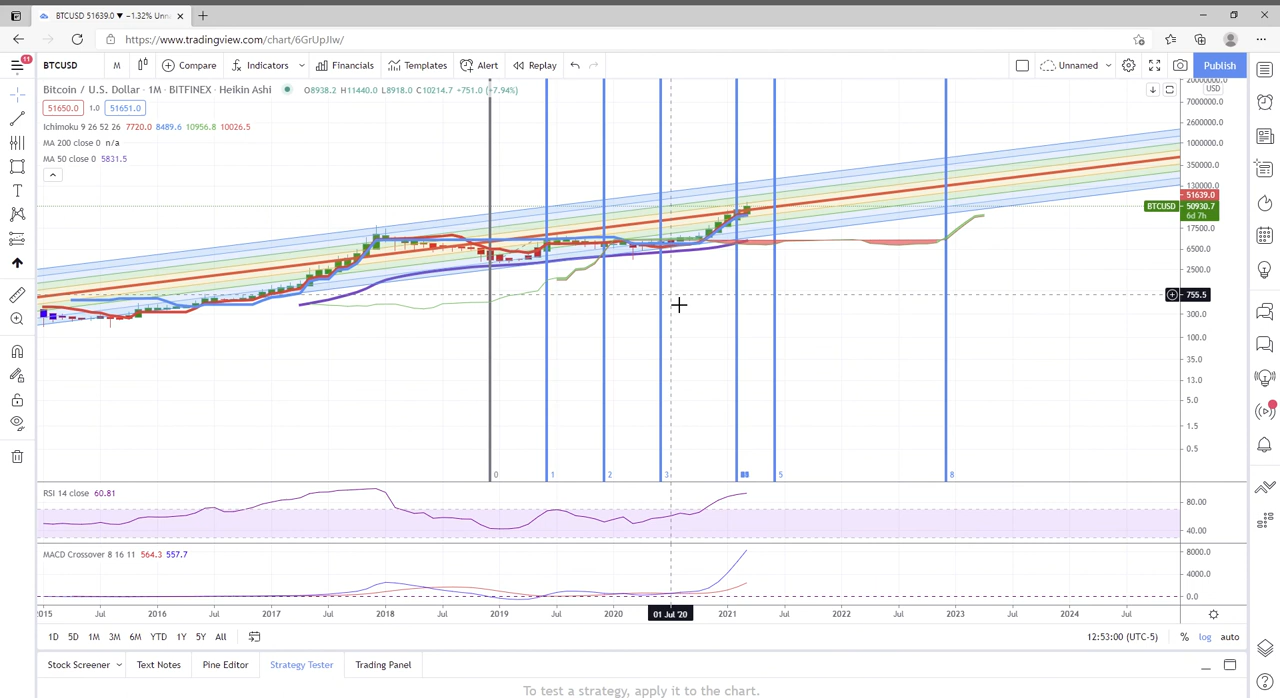 BTCUSD 51639.0 ▼ −1.32% Unn
https://www.tradingview.com/chart/6GrUpJIw/
11
BTCUSD M Compare Indicators Financials Templates Alert Replay Unnamed Publish
Bitcoin / U.S. Dollar · 1M · BITFINEX · Heikin Ashi O8938.2 H11440.0 L8918.0 C10214.7 +751.0 (+7.94%)
51650.0 1.0 51651.0
Ichimoku 9 26 52 26 7720.0 8489.6 10956.8 10026.5
MA 200 close 0 n/a
MA 50 close 0 5831.5
USD
7000000.0
2600000.0
1000000.0
350000.0
130000.0
51639.0
BTCUSD 50930.7
6d 7h
17500.0
6500.0
2500.0
755.5
300.0
100.0
35.0
13.0
5.0
1.5
0.5
0 1 2 3 5 8
RSI 14 close 60.81
80.00
40.00
MACD Crossover 8 16 11 564.3 557.7
8000.0
4000.0
0.0
2015 Jul 2016 Jul 2017 Jul 2018 Jul 2019 Jul 2020 01 Jul '20 2021 Jul 2022 Jul 2023 Jul 2024 Jul
1D 5D 1M 3M 6M YTD 1Y 5Y All 12:53:00 (UTC-5) % log auto
Stock Screener Text Notes Pine Editor Strategy Tester Trading Panel
To test a strategy, apply it to the chart.